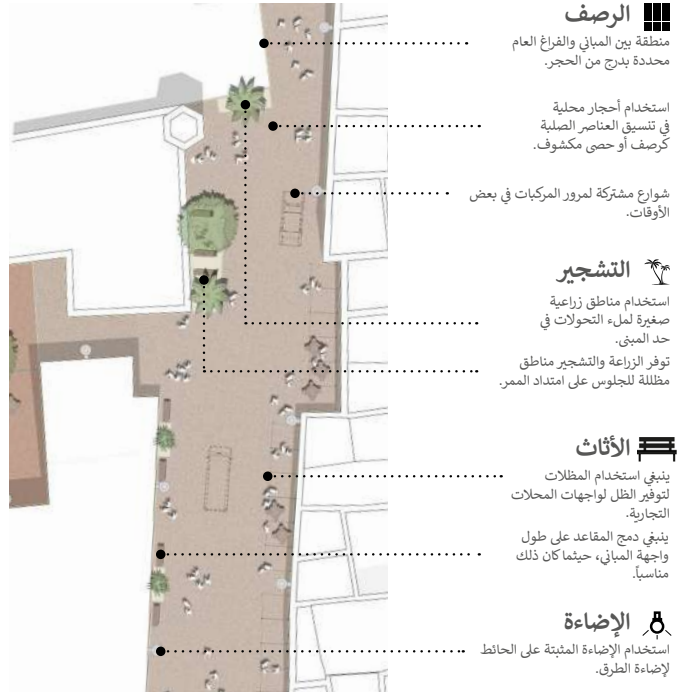 الرصف
منطقة بين المباني والفراغ العام
محددة بدرج من الحجر.
استخدام أحجار محلية
في تنسيق العناصر الصلبة
كرصف أو حصى مكشوف.
شوارع مشتركة لمرور المركبات في بعض
الأوقات.
التشجير
استخدام مناطق زراعية
صغيرة لملء التحولات في
حد المبنى.
توفر الزراعة والتشجير مناطق
مظللة للجلوس على امتداد الممر.
الأثاث
ينبغي استخدام المظلات
لتوفير الظل لواجهات المحلات
التجارية.
ينبغي دمج المقاعد على طول
واجهة المباني، حيثما كان ذلك
مناسباً.
الإضاءة
استخدام الإضاءة المثبتة على الحائط
لإضاءة الطرق.